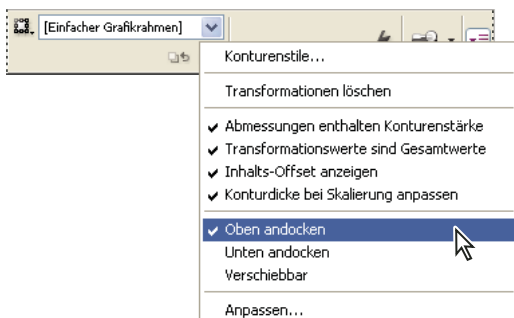 [Einfacher Grafikrahmen]
Konturenstile...
Transformationen löschen
Abmessungen enthalten Konturenstärke
Transformationswerte sind Gesamtwerte
Inhalts-Offset anzeigen
Konturdicke bei Skalierung anpassen
Oben andocken
Unten andocken
Verschiebbar
Anpassen...